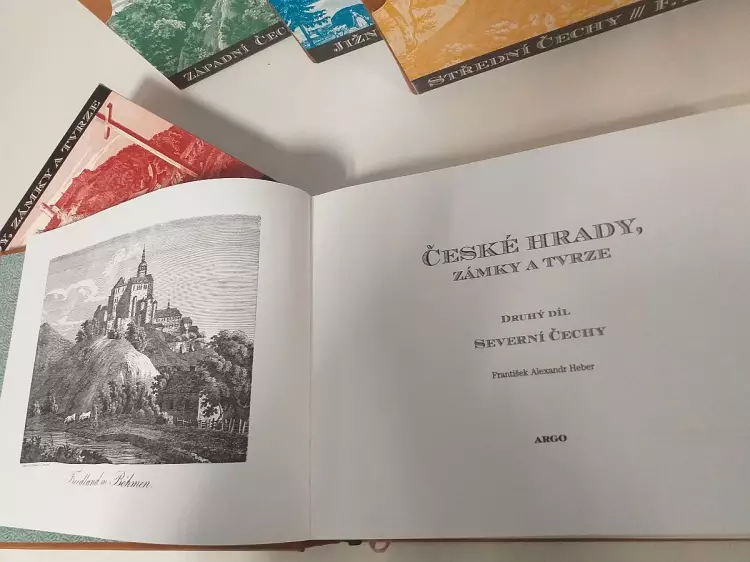 ZÁPADNÍ ČEC
JIŽN
STŘEDNÍ ČECHY /// F.
Y, ZÁMKY A TVRZE
Friedland in Böhmen.
ČESKÉ HRADY,
ZÁMKY A TVRZE
DRUHÝ DÍL
SEVERNÍ ČECHY
František Alexandr Heber
ARGO